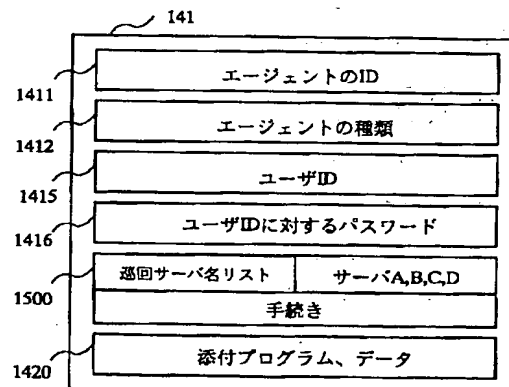 141
1411 エージェントのID
1412 エージェントの種類
1415 ユーザID
1416 ユーザIDに対するパスワード
1500 巡回サーバ名リスト サーバA,B,C,D
手続き
1420 添付プログラム、データ